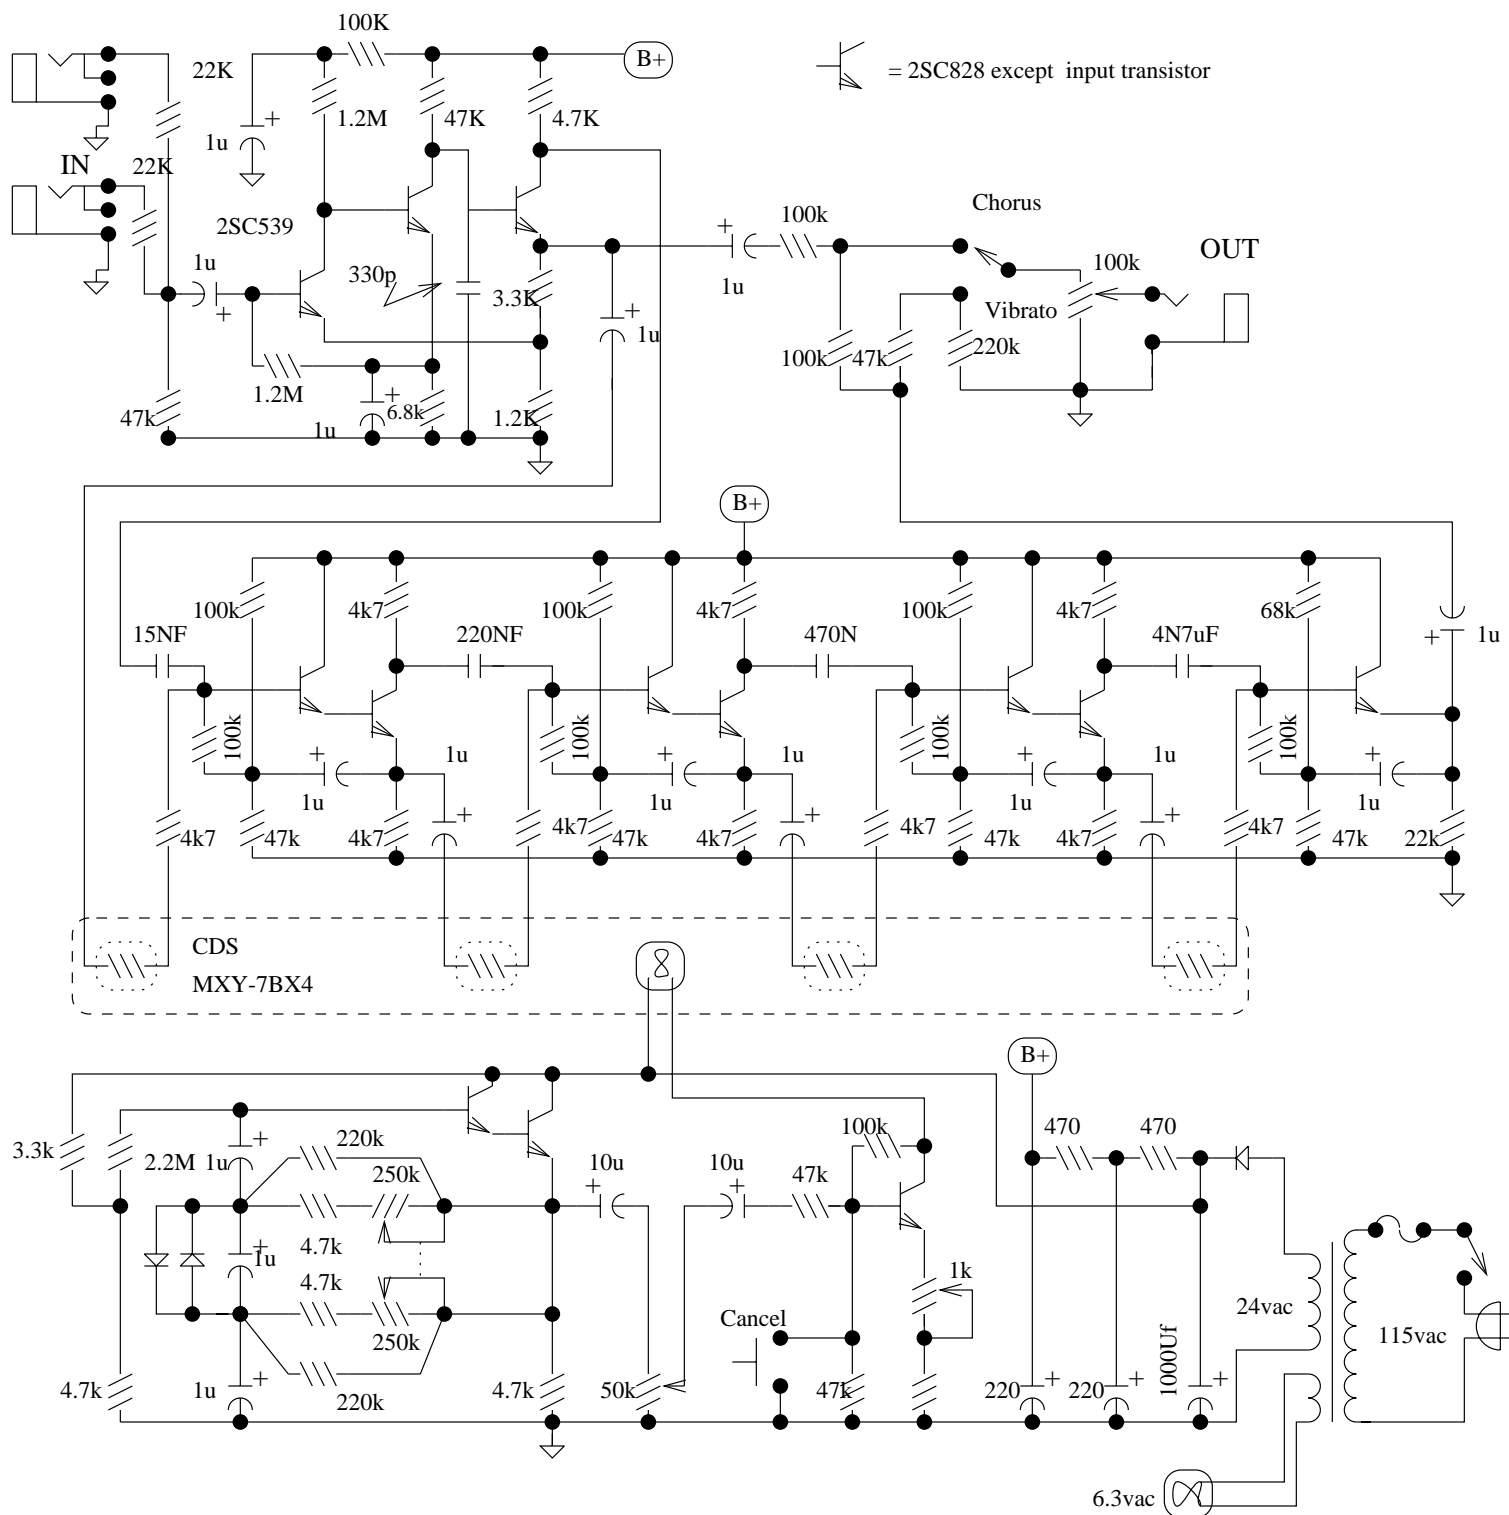 100K
22K
B+
= 2SC828 except input transistor
1u
1.2M
47K
4.7K
IN
22K
Chorus
100k
2SC539
OUT
1u
330p
100k
1u
3.3K
Vibrato
1u
100k
47k
220k
1.2M
6.8k
47k
1u
1.2K
B+
100k
4k7
100k
4k7
100k
4k7
68k
15NF
220NF
470N
4N7uF
1u
100k
100k
100k
100k
1u
1u
1u
1u
1u
1u
1u
4k7
47k
4k7
4k7
47k
4k7
4k7
47k
4k7
4k7
47k
22k
CDS
MXY-7BX4
B+
3.3k
2.2M
1u
220k
100k
470
470
250k
10u
10u
47k
4.7k
1u
4.7k
1k
24vac
250k
Cancel
115vac
4.7k
1u
220k
4.7k
50k
47k
220
220
1000Uf
6.3vac